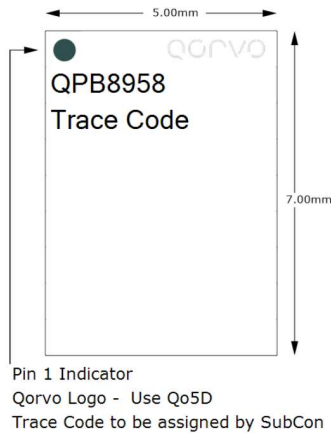 5.00mm
QORVO
QPB8958
Trace Code
7.00mm
Pin 1 Indicator
Qorvo Logo - Use Qo5D
Trace Code to be assigned by SubCon